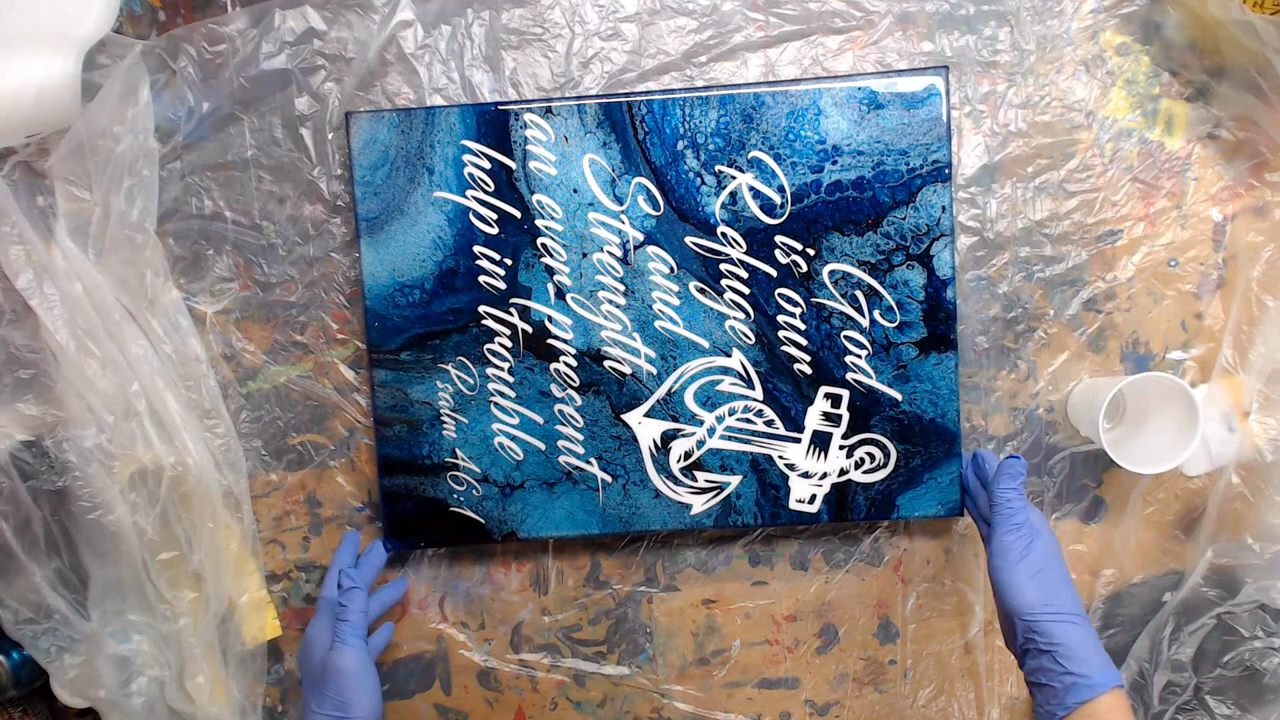 God
is our
Refuge
and
Strength
an ever-present
help in trouble
Psalm 46:1